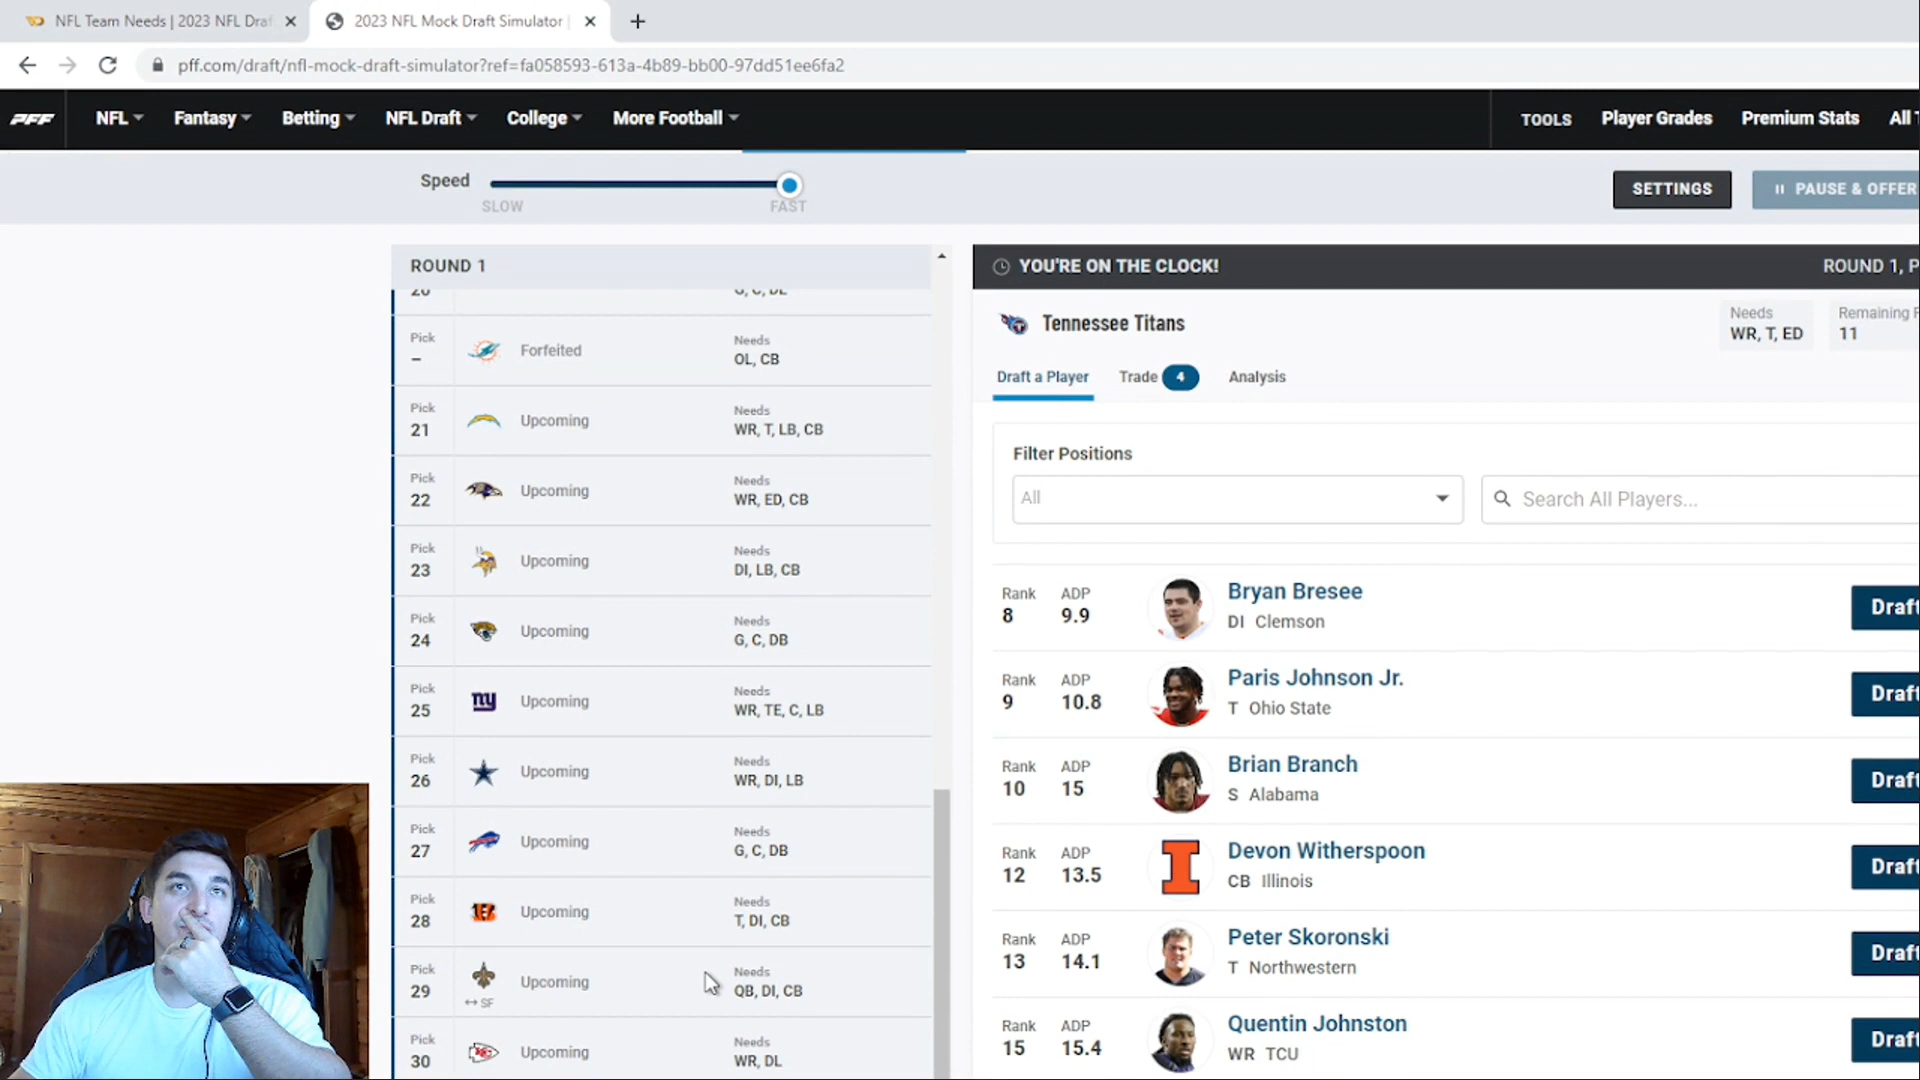 NFL Team Needs | 2023 NFL Draf
2023 NFL Mock Draft Simulator |
pff.com/draft/nfl-mock-draft-simulator?ref=fa058593-613a-4b89-bb00-97dd51ee6fa2
PFF
NFL
Fantasy
Betting
NFL Draft
College
More Football
TOOLS
Player Grades
Premium Stats
All
Speed
SLOW
FAST
SETTINGS
PAUSE & OFFER
ROUND 1
20
G, C, DL
Pick
–
Forfeited
Needs
OL, CB
Pick
21
Upcoming
Needs
WR, T, LB, CB
Pick
22
Upcoming
Needs
WR, ED, CB
Pick
23
Upcoming
Needs
DI, LB, CB
Pick
24
Upcoming
Needs
G, C, DB
Pick
25
ny
Upcoming
Needs
WR, TE, C, LB
Pick
26
Upcoming
Needs
WR, DI, LB
Pick
27
Upcoming
Needs
G, C, DB
Pick
28
Upcoming
Needs
T, DI, CB
Pick
29
↔ SF
Upcoming
Needs
QB, DI, CB
Pick
30
KC
Upcoming
Needs
WR, DL
YOU'RE ON THE CLOCK!
ROUND 1, P
Tennessee Titans
Needs
WR, T, ED
Remaining P
11
Draft a Player
Trade 4
Analysis
Filter Positions
All
Search All Players...
Rank
8
ADP
9.9
Bryan Bresee
DI Clemson
Draft
Rank
9
ADP
10.8
Paris Johnson Jr.
T Ohio State
Draft
Rank
10
ADP
15
Brian Branch
S Alabama
Draft
Rank
12
ADP
13.5
I
Devon Witherspoon
CB Illinois
Draft
Rank
13
ADP
14.1
Peter Skoronski
T Northwestern
Draft
Rank
15
ADP
15.4
Quentin Johnston
WR TCU
Draft